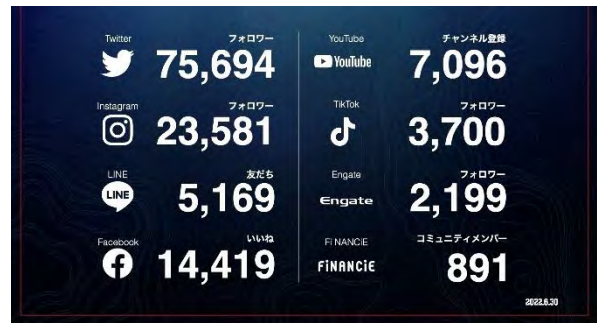 Twitter
フォロワー
75,694
Instagram
フォロワー
23,581
LINE
友だち
LINE
5,169
Facebook
いいね
14,419
YouTube
チャンネル登録
YouTube
7,096
TikTok
フォロワー
3,700
Engate
フォロワー
Engate
2,199
FiNANCiE
コミュニティメンバー
FiNANCiE
891
2022.6.30